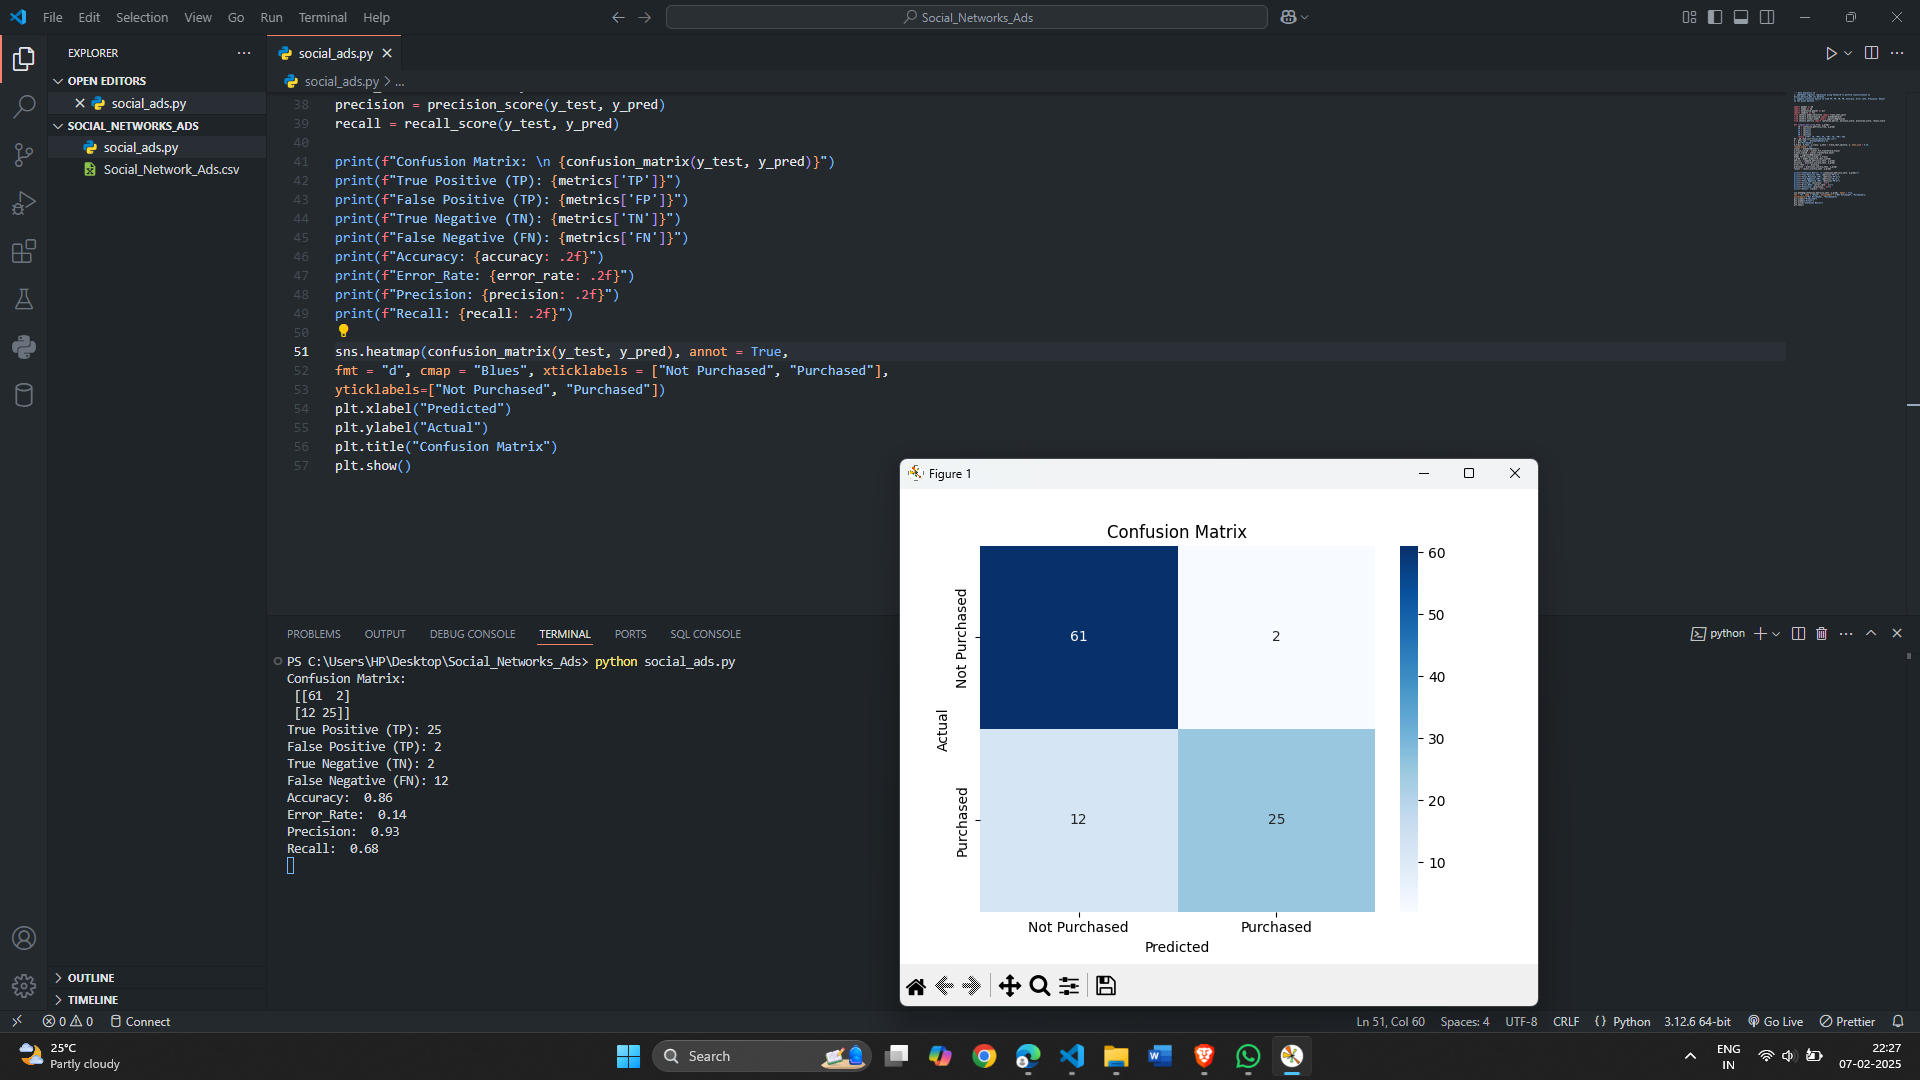 File Edit Selection View Go Run Terminal Help
Social_Networks_Ads
EXPLORER
OPEN EDITORS
social_ads.py
SOCIAL_NETWORKS_ADS
social_ads.py
Social_Network_Ads.csv
OUTLINE
TIMELINE
social_ads.py
social_ads.py > ...
38 precision = precision_score(y_test, y_pred)
39 recall = recall_score(y_test, y_pred)
40
41 print(f"Confusion Matrix: \n {confusion_matrix(y_test, y_pred)}")
42 print(f"True Positive (TP): {metrics['TP']}")
43 print(f"False Positive (TP): {metrics['FP']}")
44 print(f"True Negative (TN): {metrics['TN']}")
45 print(f"False Negative (FN): {metrics['FN']}")
46 print(f"Accuracy: {accuracy: .2f}")
47 print(f"Error_Rate: {error_rate: .2f}")
48 print(f"Precision: {precision: .2f}")
49 print(f"Recall: {recall: .2f}")
50
51 sns.heatmap(confusion_matrix(y_test, y_pred), annot = True,
52 fmt = "d", cmap = "Blues", xticklabels = ["Not Purchased", "Purchased"],
53 yticklabels=["Not Purchased", "Purchased"])
54 plt.xlabel("Predicted")
55 plt.ylabel("Actual")
56 plt.title("Confusion Matrix")
57 plt.show()
PROBLEMS OUTPUT DEBUG CONSOLE TERMINAL PORTS SQL CONSOLE
python
PS C:\Users\HP\Desktop\Social_Networks_Ads> python social_ads.py
Confusion Matrix:
[[61 2]
[12 25]]
True Positive (TP): 25
False Positive (TP): 2
True Negative (TN): 2
False Negative (FN): 12
Accuracy: 0.86
Error_Rate: 0.14
Precision: 0.93
Recall: 0.68
Figure 1
Confusion Matrix
Actual
Not Purchased
Purchased
61 2
12 25
Not Purchased Purchased
Predicted
60
50
40
30
20
10
0 0 Connect
Ln 51, Col 60 Spaces: 4 UTF-8 CRLF {} Python 3.12.6 64-bit Go Live Prettier
25°C
Partly cloudy
Search
ENG
IN
22:27
07-02-2025